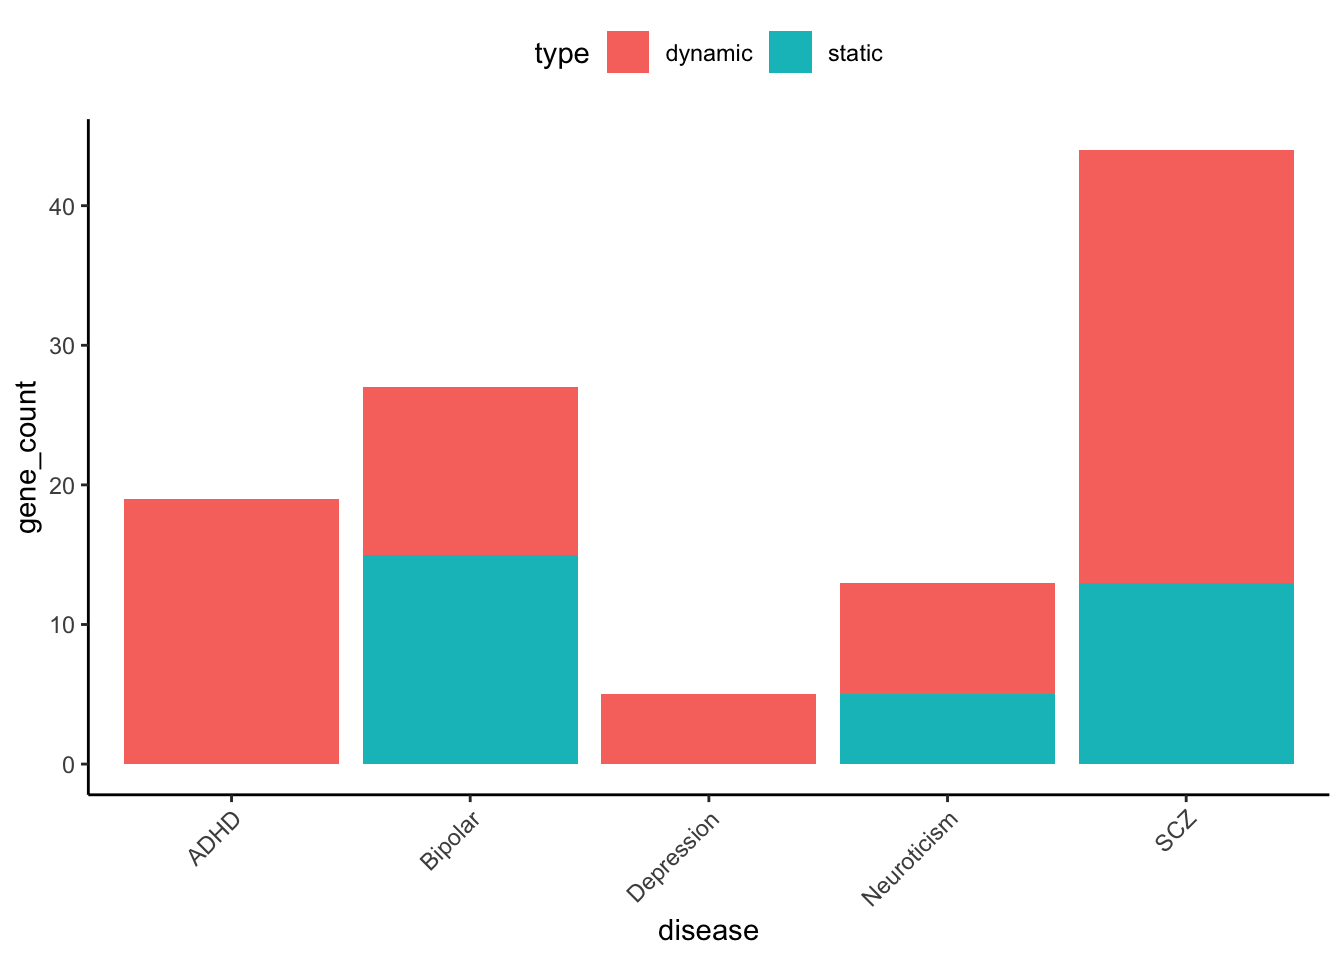 type dynamic static
gene_count
40
30
20
10
0
ADHD Bipolar Depression Neuroticism SCZ
disease